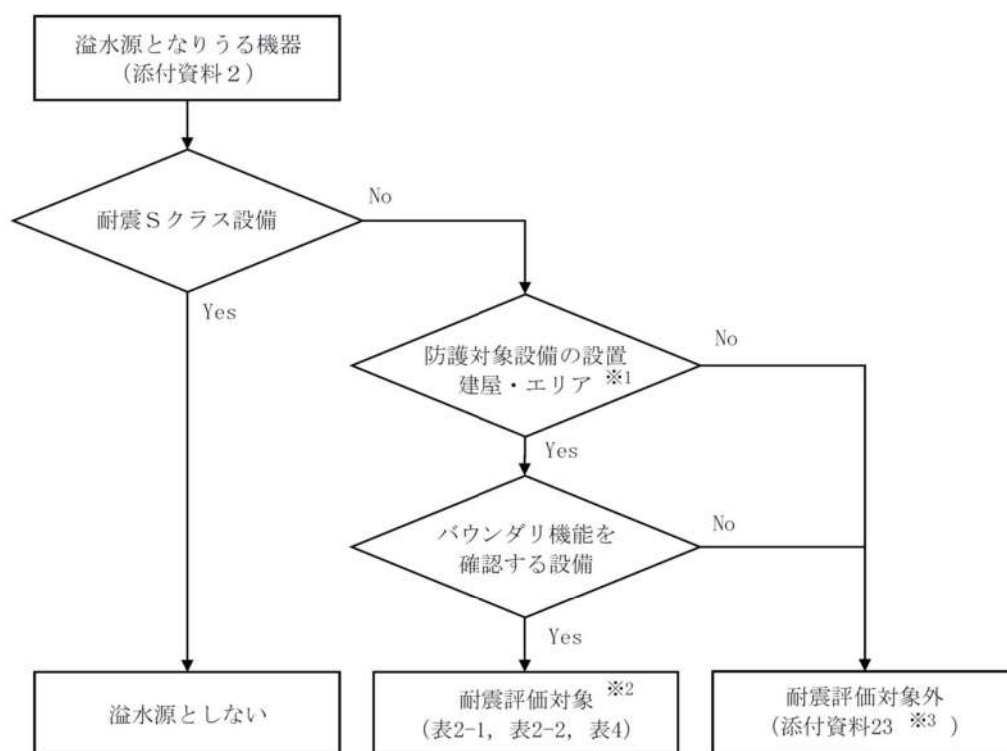 溢水源となりうる機器
(添付資料2)
耐震Sクラス設備
No
Yes
防護対象設備の設置
建屋・エリア ※1
No
Yes
バウンダリ機能を
確認する設備
No
Yes
溢水源としない
耐震評価対象 ※2
(表2-1, 表2-2, 表4)
耐震評価対象外
(添付資料23 ※3 )